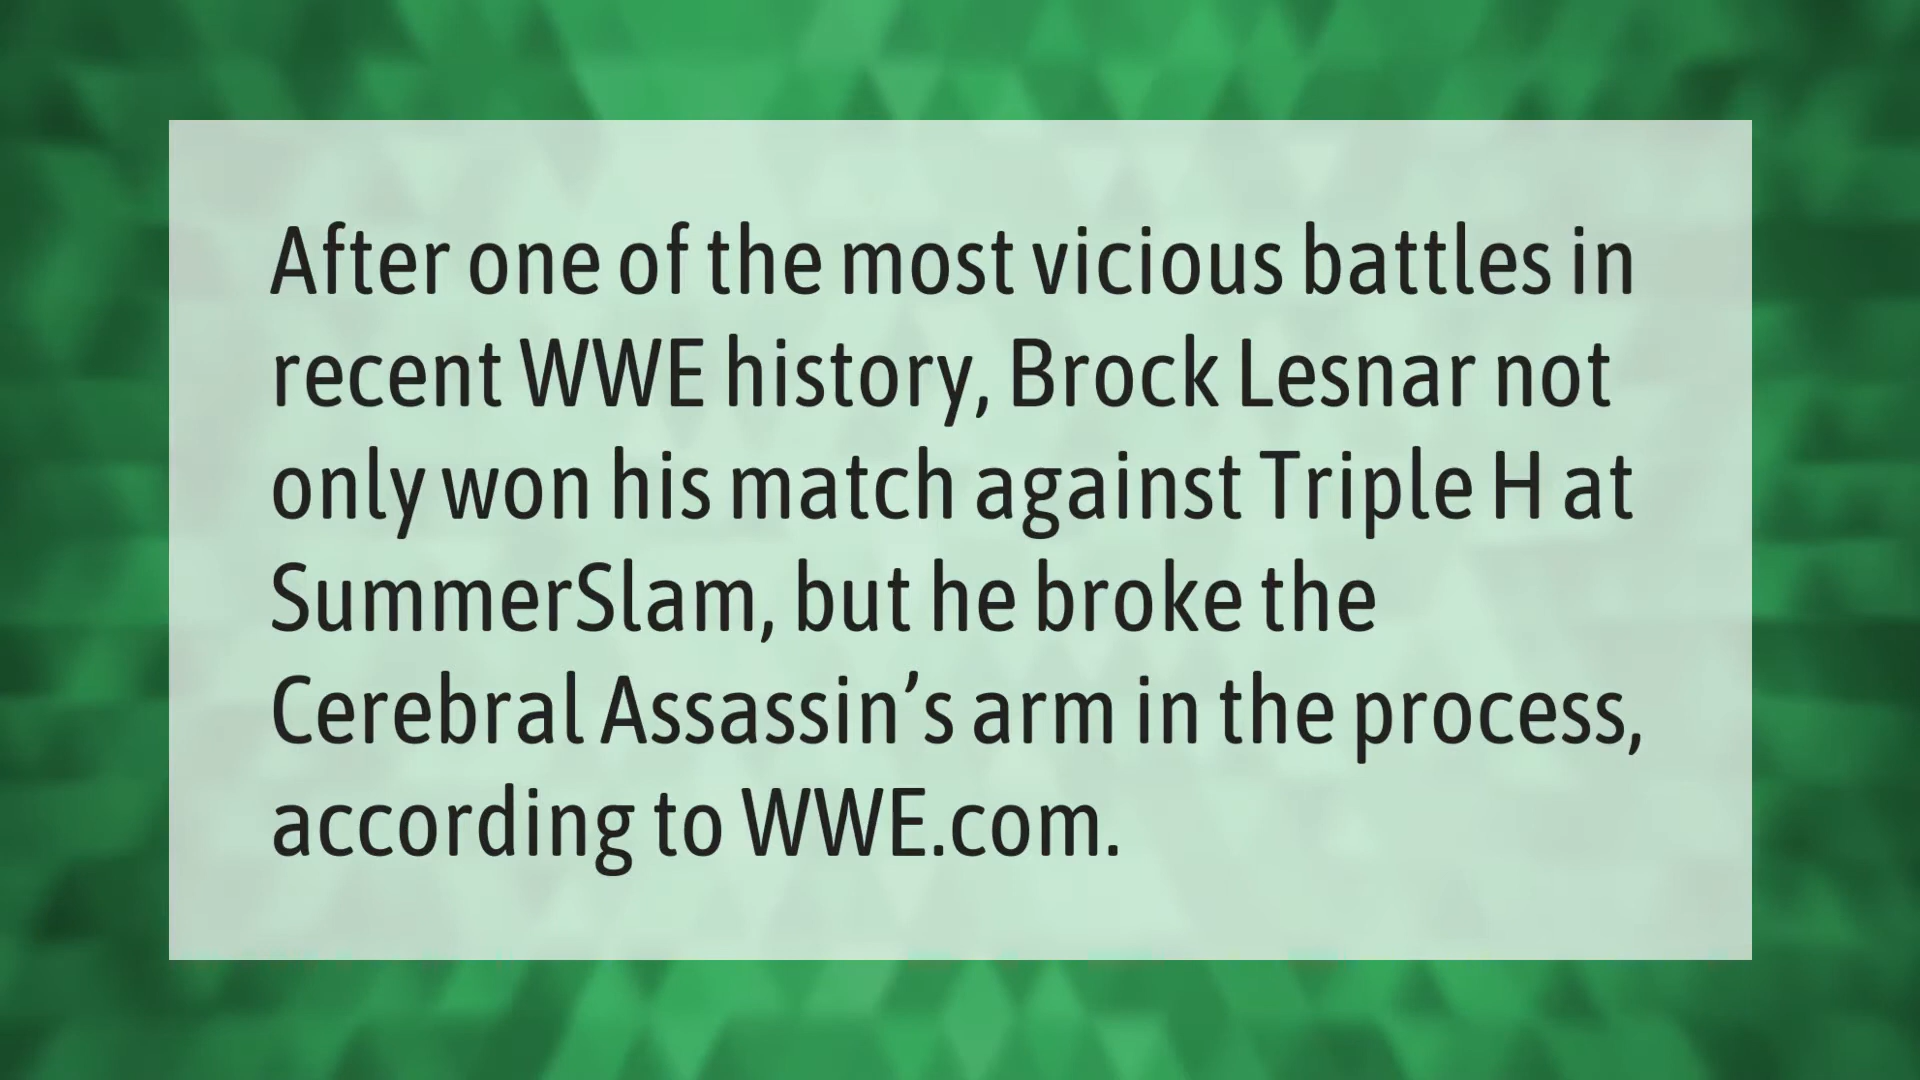 After one of the most vicious battles in
recent WWE history, Brock Lesnar not
only won his match against Triple H at
SummerSlam, but he broke the
Cerebral Assassin’s arm in the process,
according to WWE.com.